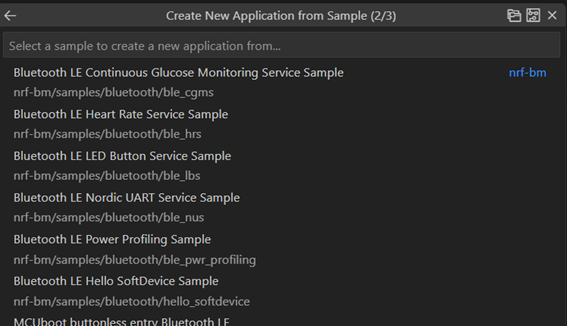 Create New Application from Sample (2/3)
Select a sample to create a new application from...
Bluetooth LE Continuous Glucose Monitoring Service Sample nrf-bm
nrf-bm/samples/bluetooth/ble_cgms
Bluetooth LE Heart Rate Service Sample
nrf-bm/samples/bluetooth/ble_hrs
Bluetooth LE LED Button Service Sample
nrf-bm/samples/bluetooth/ble_lbs
Bluetooth LE Nordic UART Service Sample
nrf-bm/samples/bluetooth/ble_nus
Bluetooth LE Power Profiling Sample
nrf-bm/samples/bluetooth/ble_pwr_profiling
Bluetooth LE Hello SoftDevice Sample
nrf-bm/samples/bluetooth/hello_softdevice
MCUboot buttonless entry Bluetooth LE